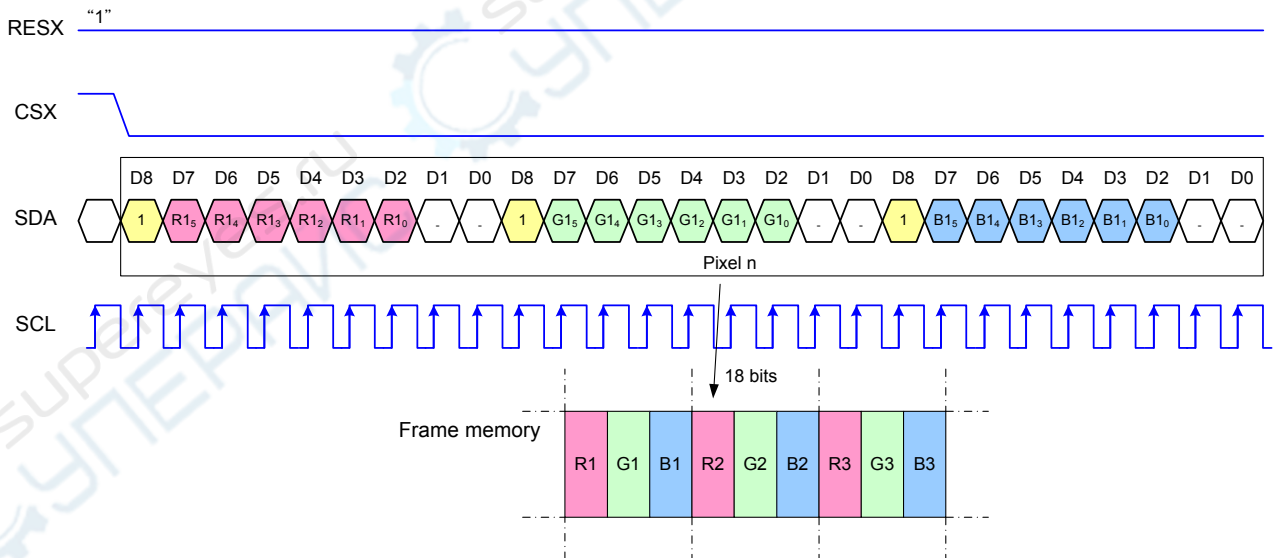 RESX "1"
CSX
D8 D7 D6 D5 D4 D3 D2 D1 D0 D8 D7 D6 D5 D4 D3 D2 D1 D0 D8 D7 D6 D5 D4 D3 D2 D1 D0
SDA 1 R1₅ R1₄ R1₃ R1₂ R1₁ R1₀ - - 1 G1₅ G1₄ G1₃ G1₂ G1₁ G1₀ - - 1 B1₅ B1₄ B1₃ B1₂ B1₁ B1₀ - -
Pixel n
SCL
18 bits
Frame memory
R1 G1 B1 R2 G2 B2 R3 G3 B3
supereyes.ru
СУПЕРАЙС